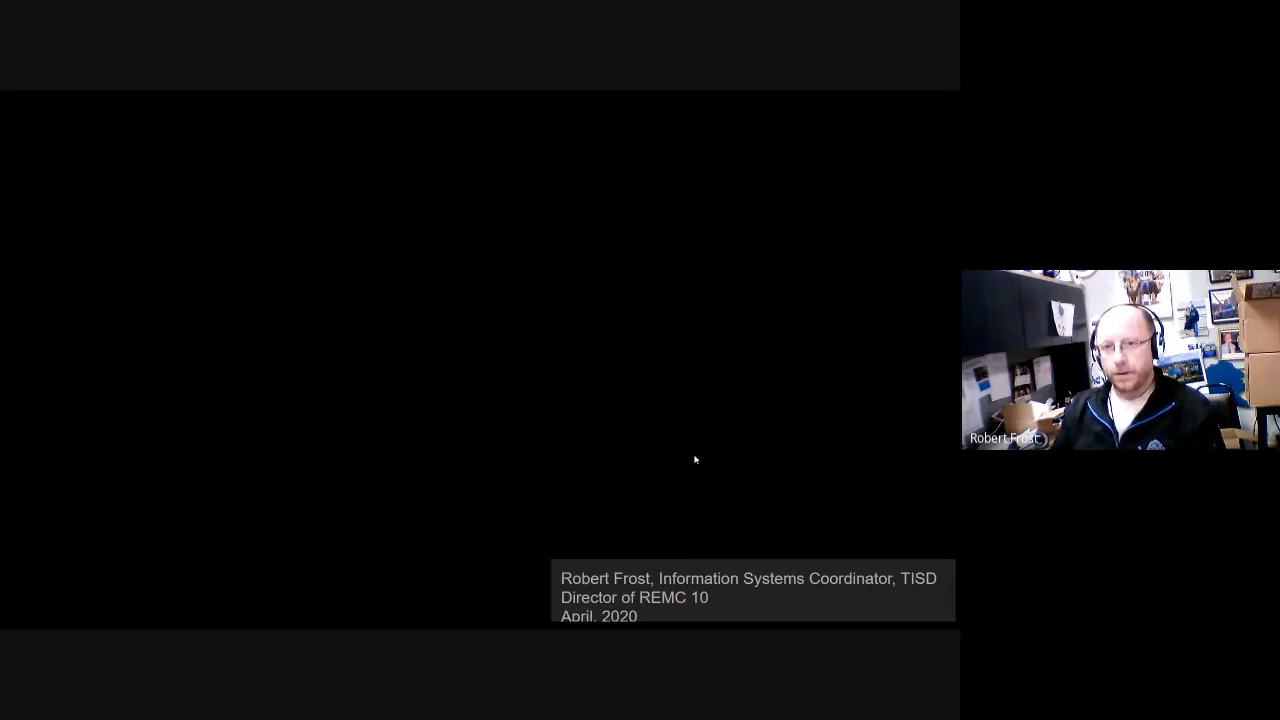 Robert Frost
Robert Frost, Information Systems Coordinator, TISD
Director of REMC 10
April, 2020